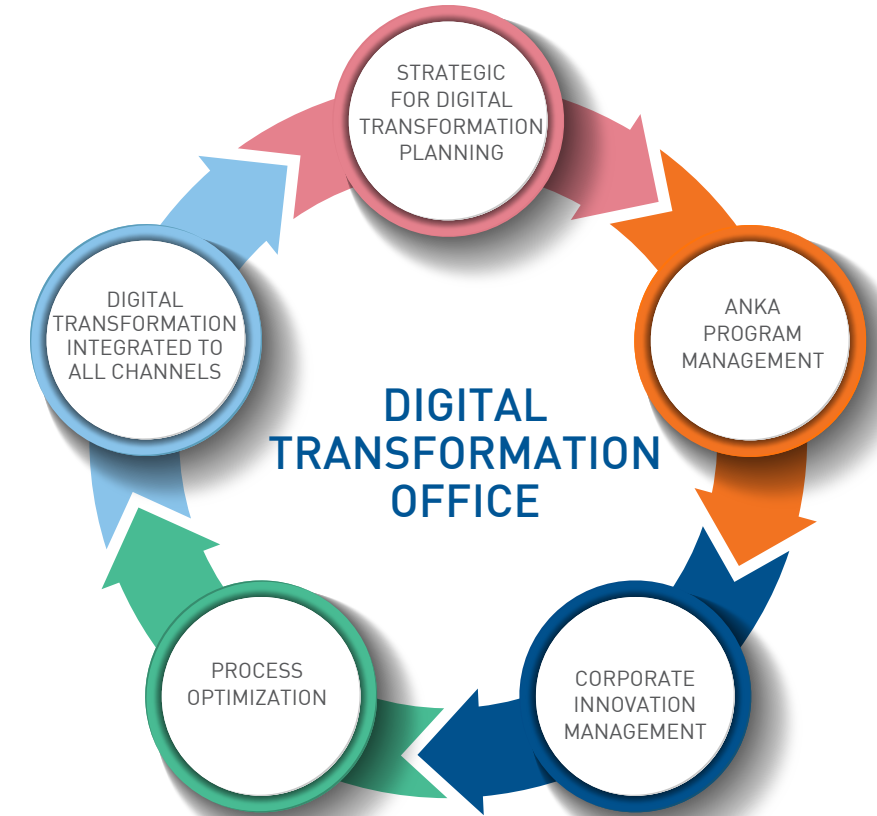 STRATEGIC
FOR DIGITAL
TRANSFORMATION
PLANNING
ANKA
PROGRAM
MANAGEMENT
CORPORATE
INNOVATION
MANAGEMENT
PROCESS
OPTIMIZATION
DIGITAL
TRANSFORMATION
INTEGRATED TO
ALL CHANNELS
DIGITAL
TRANSFORMATION
OFFICE